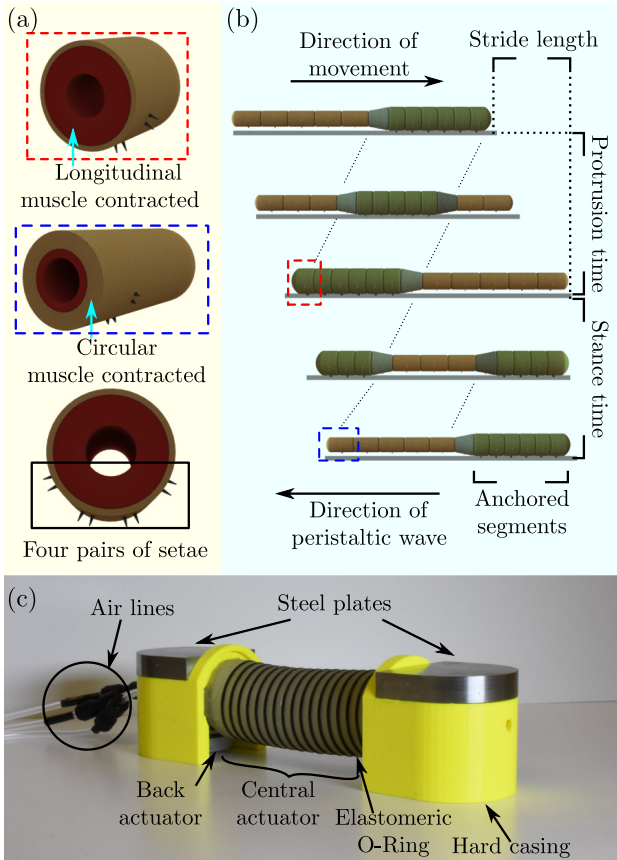 (a)
Longitudinal
muscle contracted
Circular
muscle contracted
Four pairs of setae
(b)
Direction of
movement
Stride length
Protrusion time
Stance time
Direction of
peristaltic wave
Anchored
segments
(c)
Air lines
Steel plates
Back
actuator
Central
actuator
Elastomeric
O-Ring
Hard casing